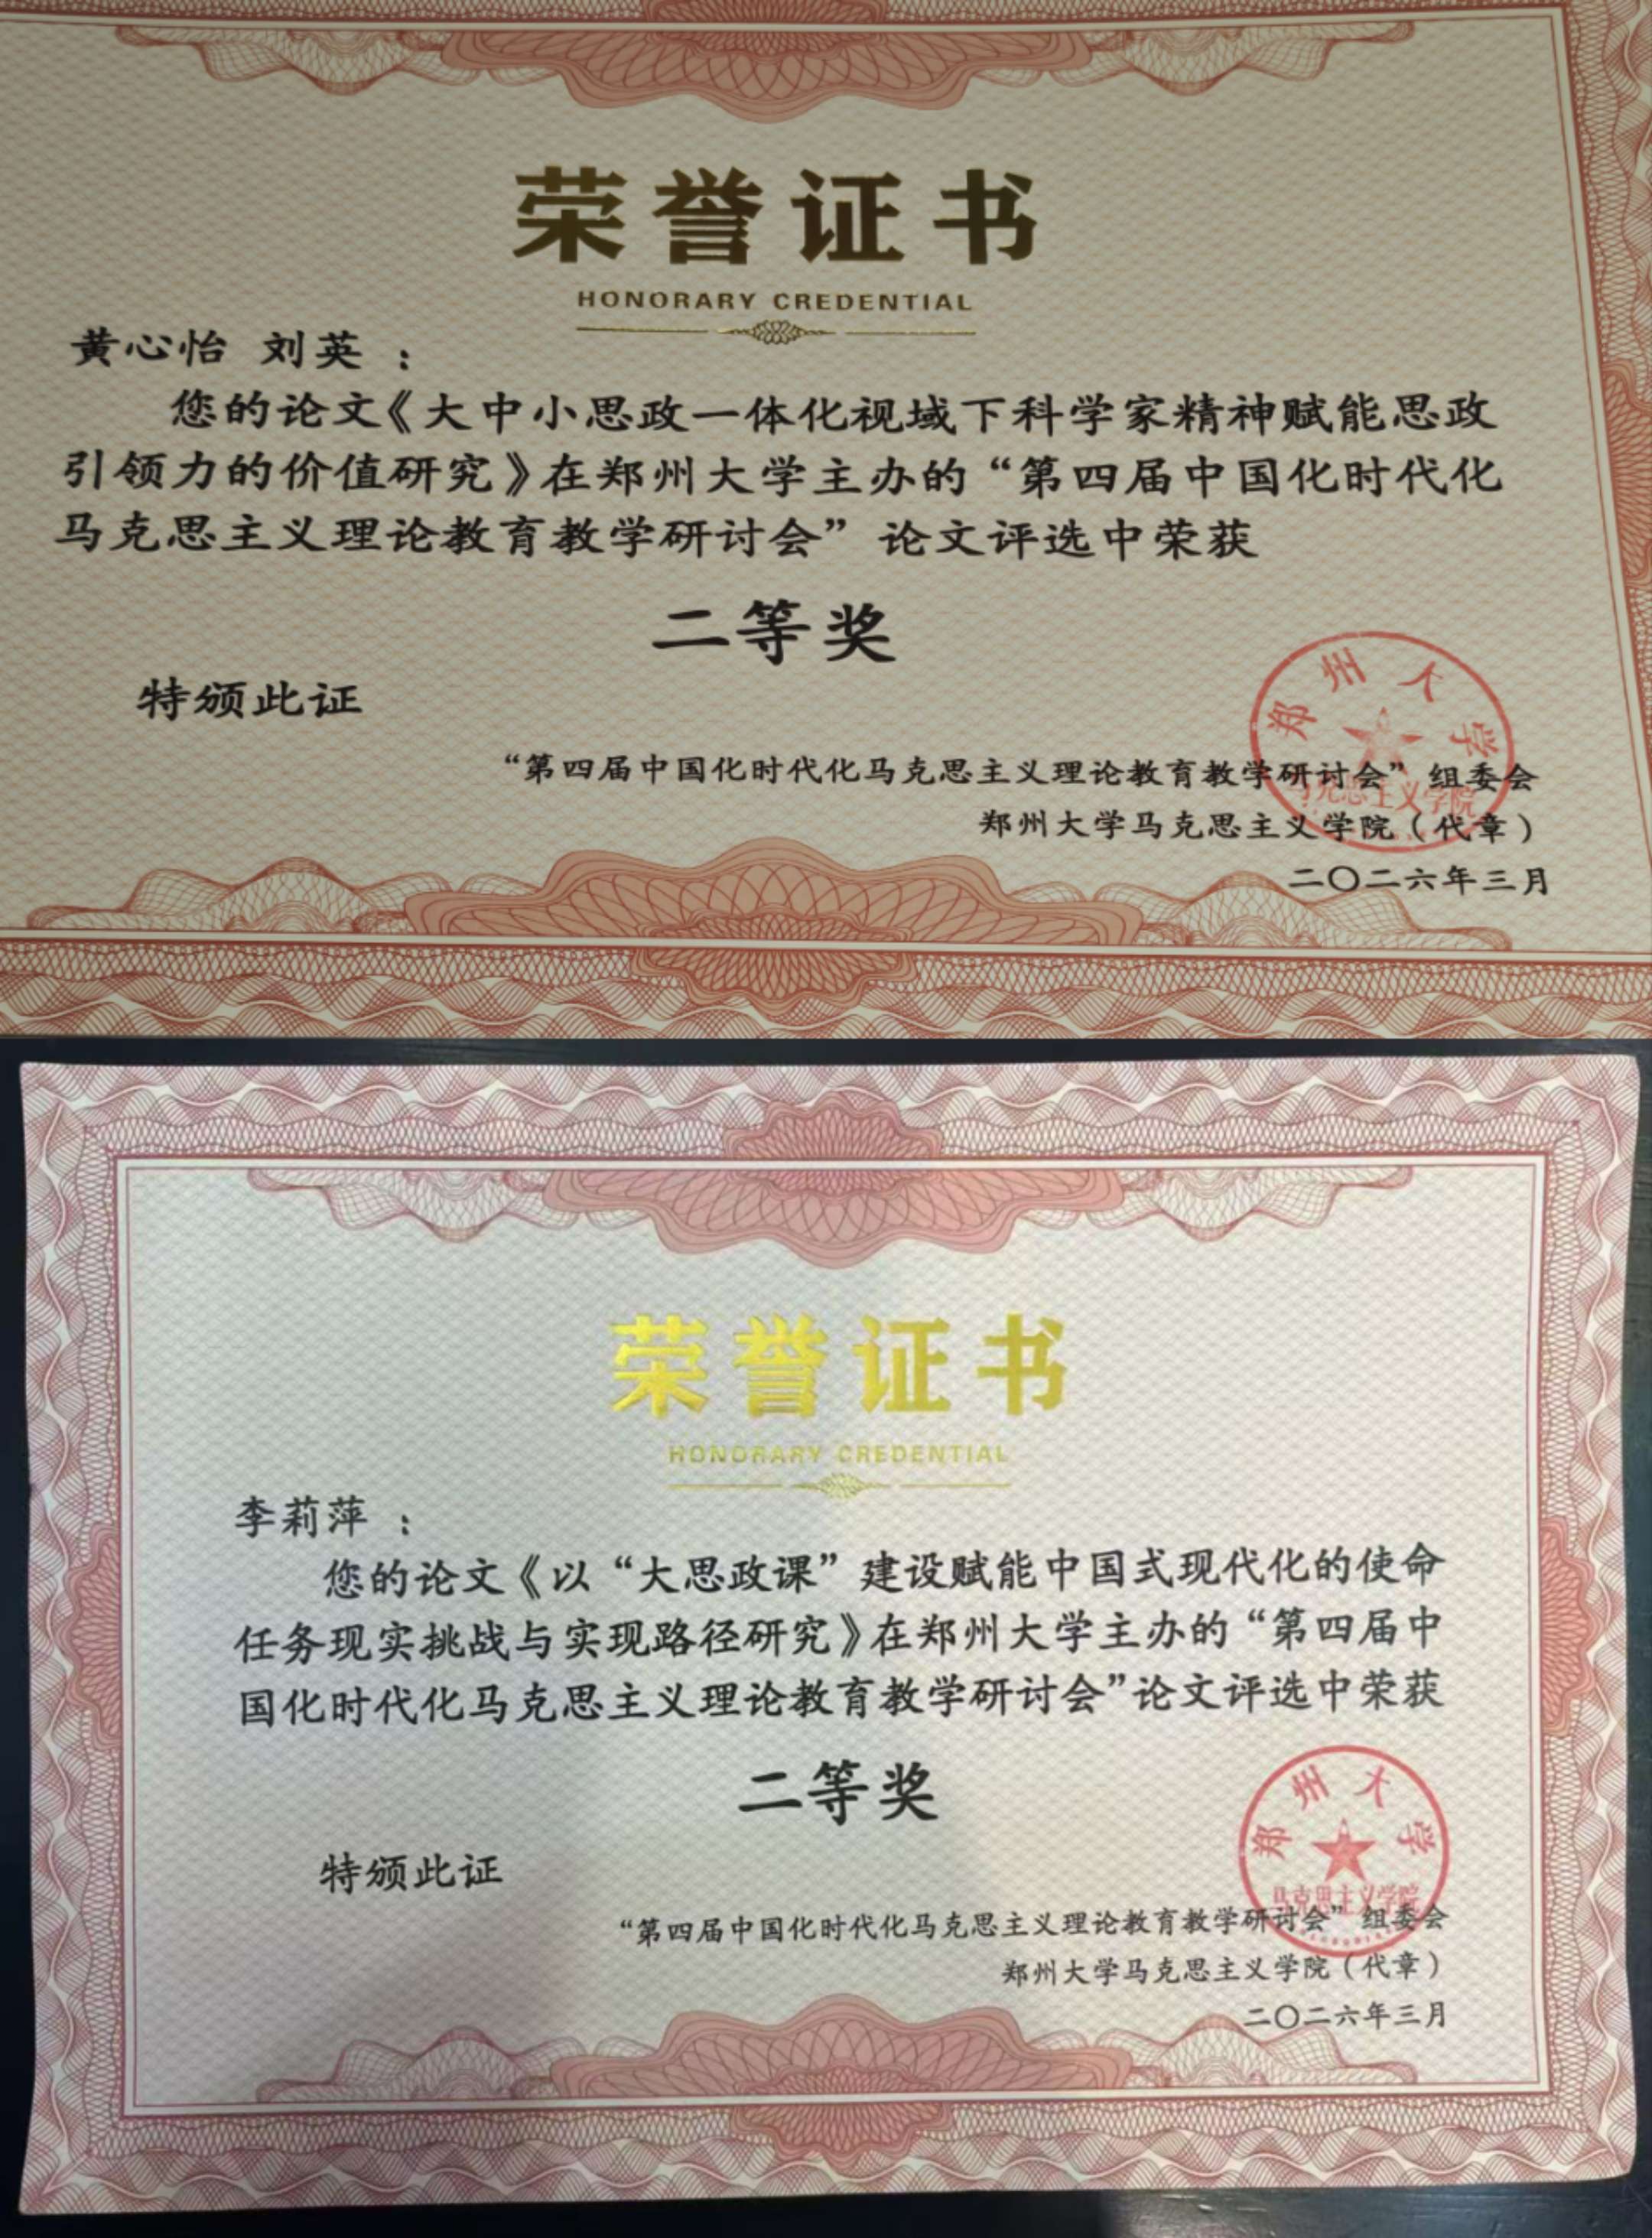 荣誉证书
HONORARY CREDENTIAL
黄心怡 刘英 ：
您的论文《大中小思政一体化视域下科学家精神赋能思政
引领力的价值研究》在郑州大学主办的“第四届中国化时代化
马克思主义理论教育教学研讨会” 论文评选中荣获
二等奖
特颁此证
郑州大学
马克思主义学院
“第四届中国化时代化马克思主义理论教育教学研讨会” 组委会
郑州大学马克思主义学院（代章）
二〇二六年三月
荣誉证书
HONORARY CREDENTIAL
李莉萍 ：
您的论文《以“大思政课”建设赋能中国式现代化的使命
任务现实挑战与实现路径研究》在郑州大学主办的“第四届中
国化时代化马克思主义理论教育教学研讨会”论文评选中荣获
二等奖
特颁此证
郑州大学
马克思主义学院
“第四届中国化时代化马克思主义理论教育教学研讨会” 组委会
郑州大学马克思主义学院（代章）
二〇二六年三月